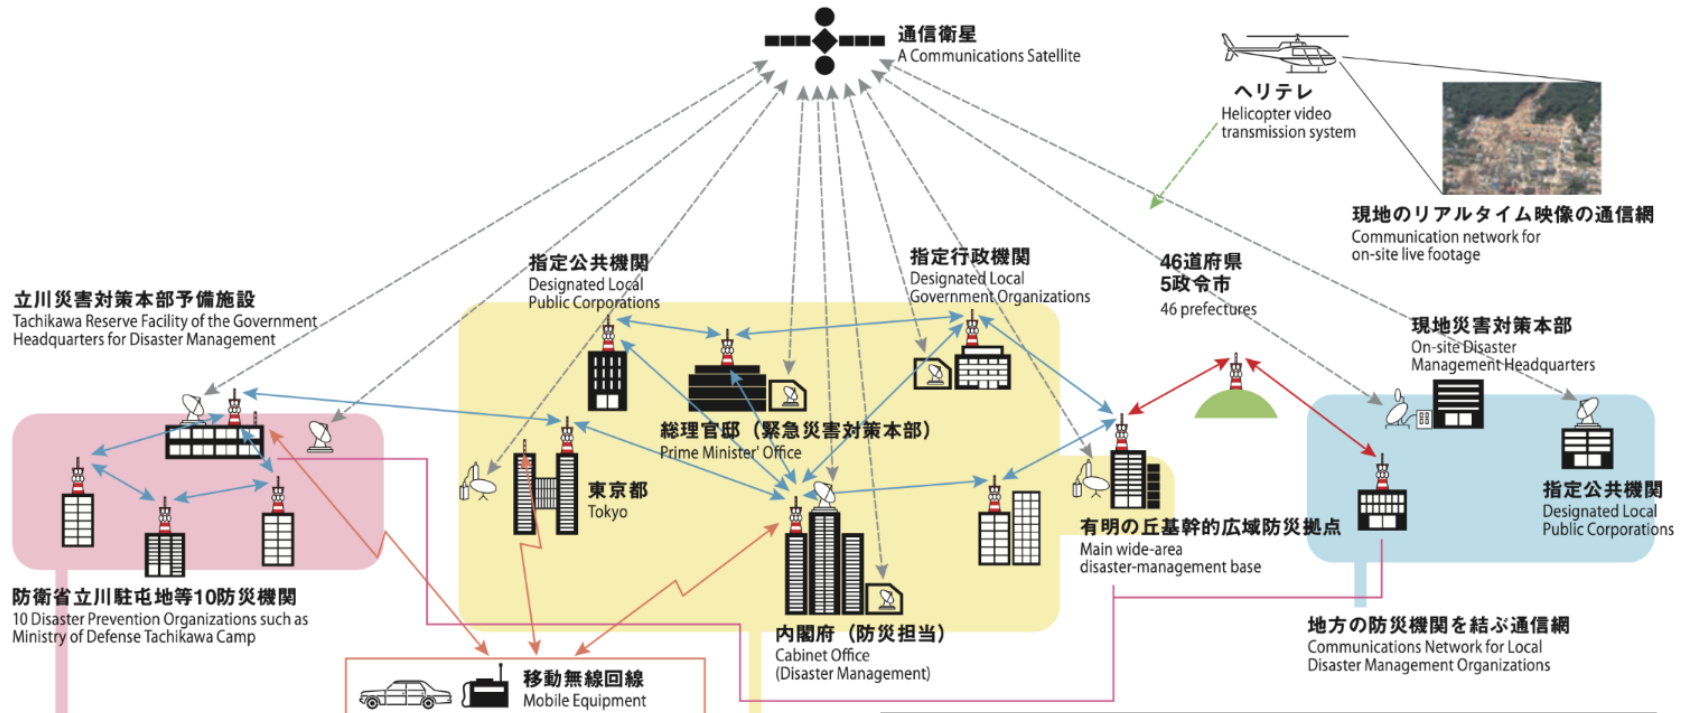 通信衛星
A Communications Satellite
ヘリテレ
Helicopter video
transmission system
現地のリアルタイム映像の通信網
Communication network for
on-site live footage
指定公共機関
Designated Local
Public Corporations
指定行政機関
Designated Local
Government Organizations
46道府県
5政令市
46 prefectures
立川災害対策本部予備施設
Tachikawa Reserve Facility of the Government
Headquarters for Disaster Management
現地災害対策本部
On-site Disaster
Management Headquarters
総理官邸（緊急災害対策本部）
Prime Minister' Office
東京都
Tokyo
指定公共機関
Designated Local
Public Corporations
有明の丘基幹的広域防災拠点
Main wide-area
disaster-management base
防衛省立川駐屯地等10防災機関
10 Disaster Prevention Organizations such as
Ministry of Defense Tachikawa Camp
内閣府（防災担当）
Cabinet Office
(Disaster Management)
地方の防災機関を結ぶ通信網
Communications Network for Local
Disaster Management Organizations
移動無線回線
Mobile Equipment